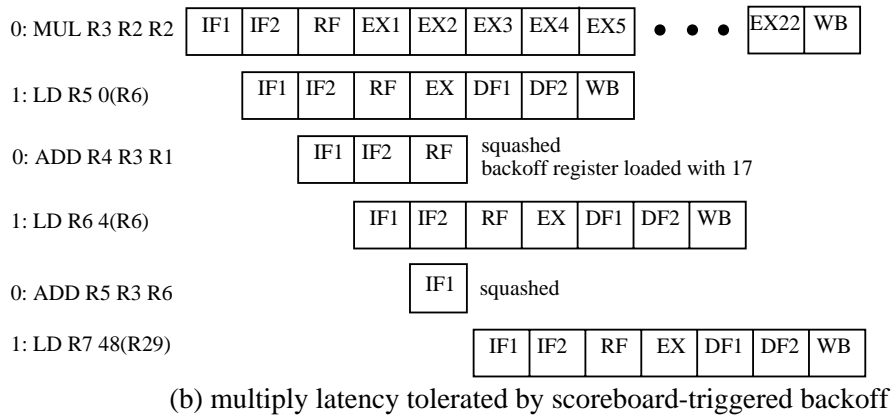 0: MUL R3 R2 R2 IF1 IF2 RF EX1 EX2 EX3 EX4 EX5 • • • EX22 WB
1: LD R5 0(R6) IF1 IF2 RF EX DF1 DF2 WB
0: ADD R4 R3 R1 IF1 IF2 RF squashed
backoff register loaded with 17
1: LD R6 4(R6) IF1 IF2 RF EX DF1 DF2 WB
0: ADD R5 R3 R6 IF1 squashed
1: LD R7 48(R29) IF1 IF2 RF EX DF1 DF2 WB
(b) multiply latency tolerated by scoreboard-triggered backoff